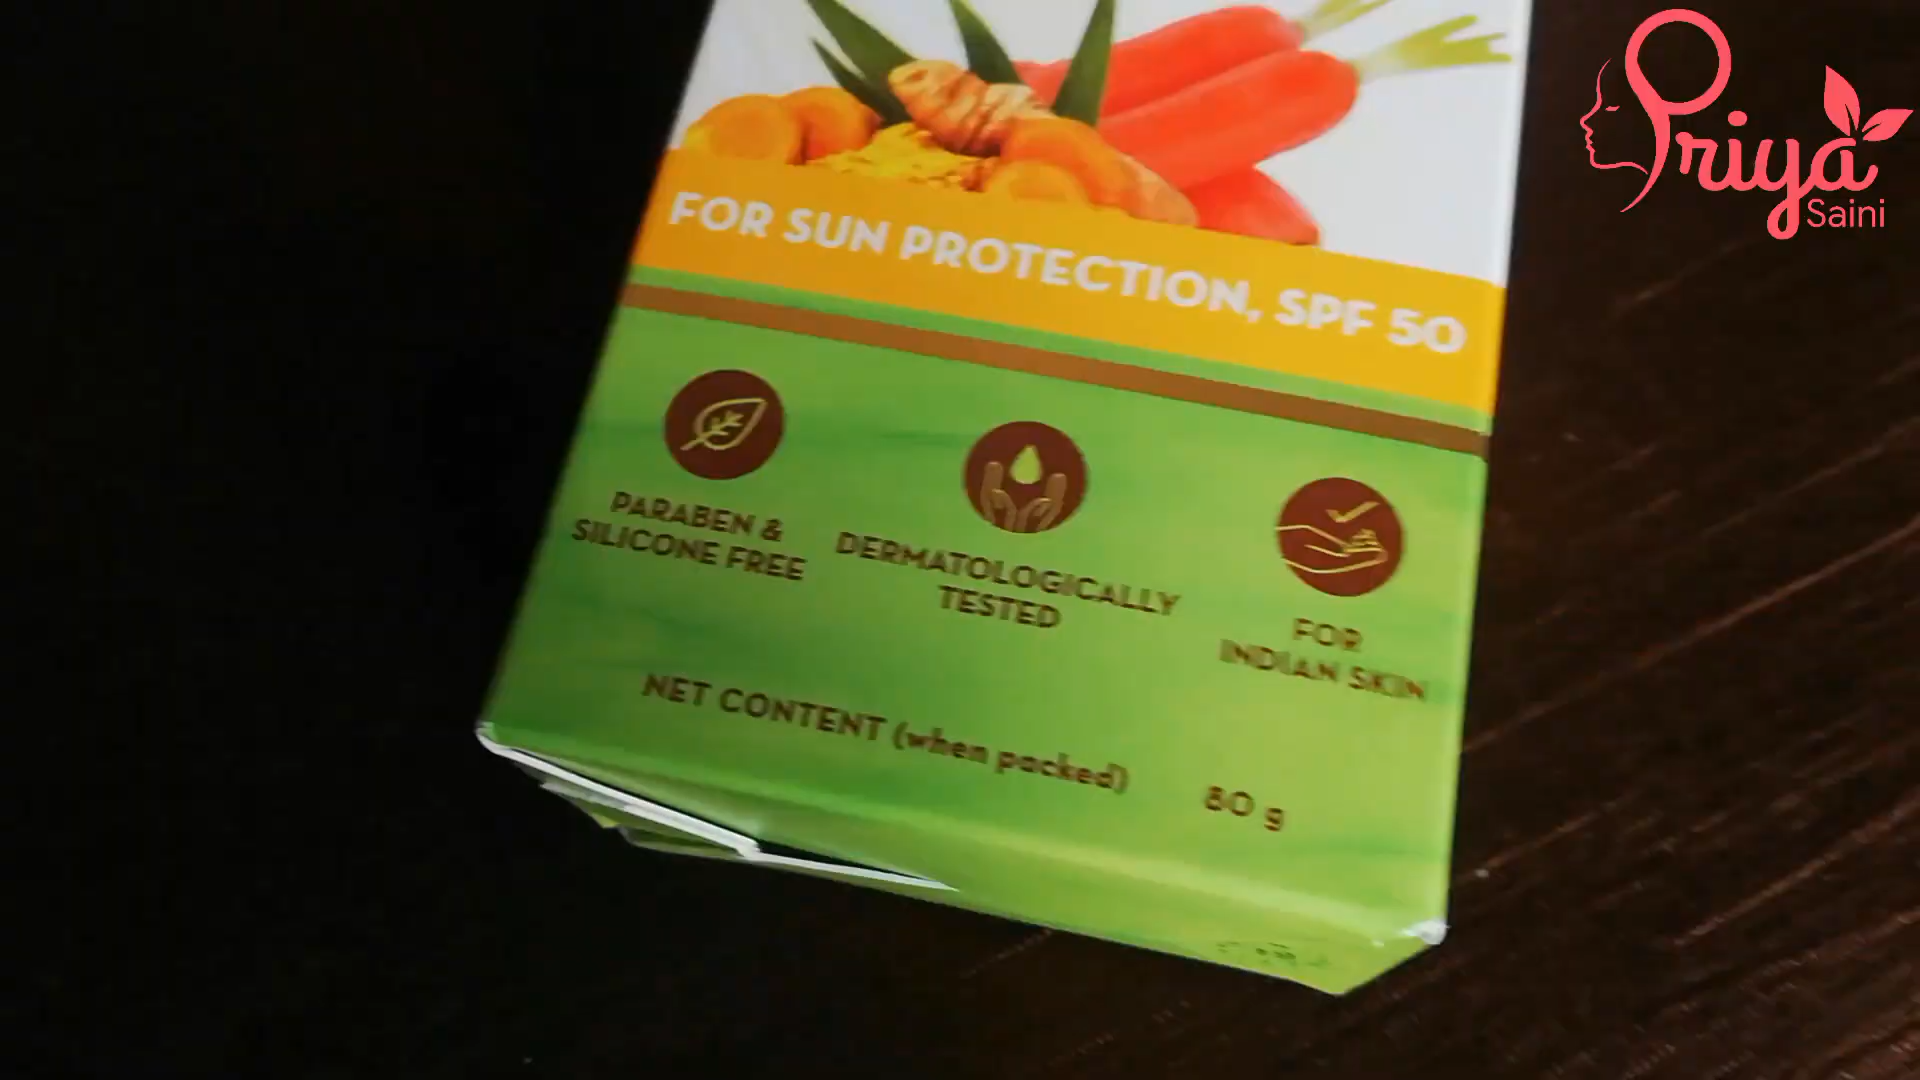 Priya
Saini
FOR SUN PROTECTION, SPF 50
PARABEN &
SILICONE FREE
DERMATOLOGICALLY
TESTED
FOR
INDIAN SKIN
NET CONTENT (when packed) 80 g